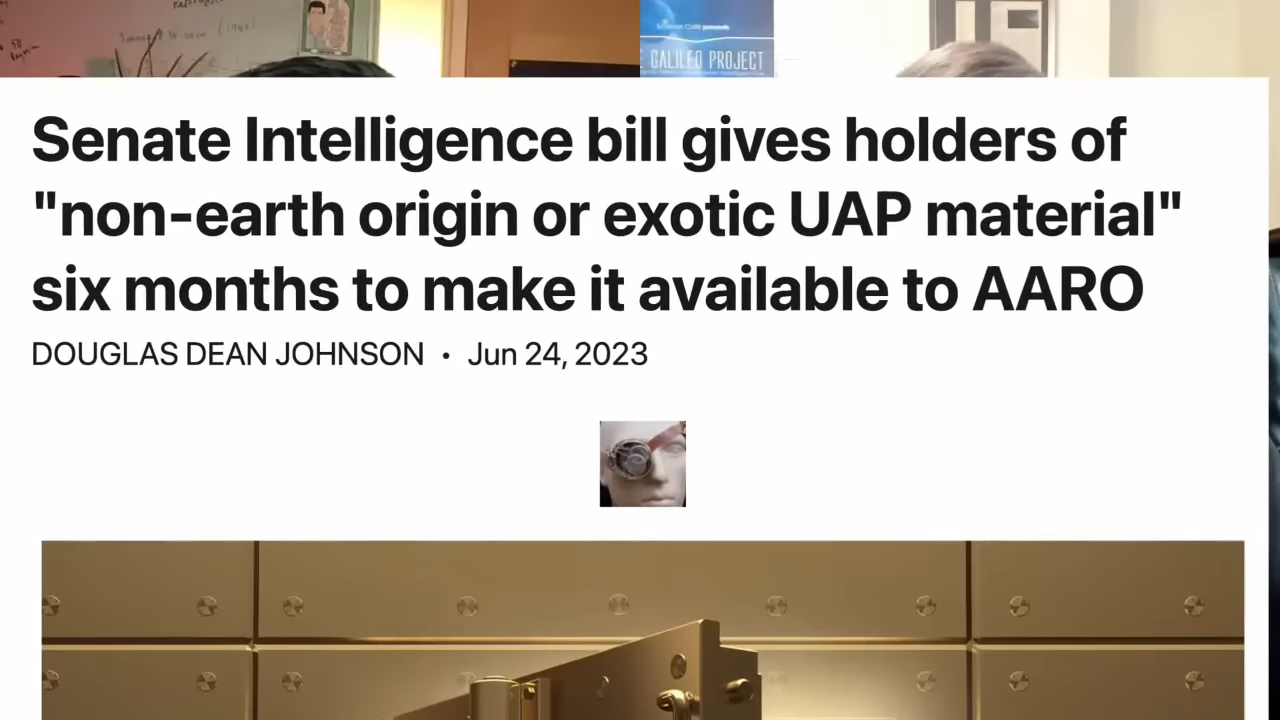 GALILEO PROJECT
Senate Intelligence bill gives holders of
"non-earth origin or exotic UAP material"
six months to make it available to AARO
DOUGLAS DEAN JOHNSON • Jun 24, 2023